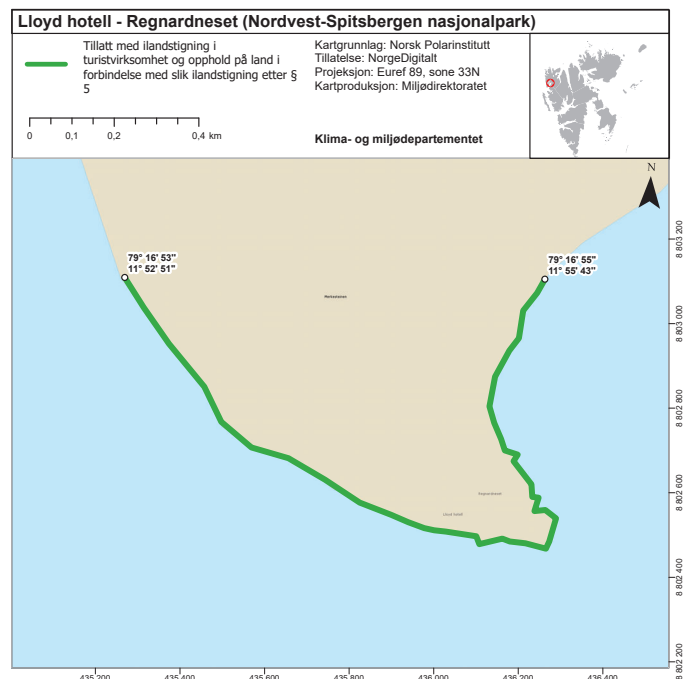 Lloyd hotell - Regnardneset (Nordvest-Spitsbergen nasjonalpark)
Tillatt med ilandstigning i
turistvirksomhet og opphold på land i
forbindelse med slik ilandstigning etter §
5
0 0,1 0,2 0,4 km
Kartgrunnlag: Norsk Polarinstitutt
Tillatelse: NorgeDigitalt
Projeksjon: Euref 89, sone 33N
Kartproduksjon: Miljødirektoratet
Klima- og miljødepartementet
N
79° 16' 53"
11° 52' 51"
79° 16' 55"
11° 55' 43"
Regnardneset
Lloyd hotell
8 803 200
8 803 000
8 802 800
8 802 600
8 802 400
8 802 200
435 200 435 400 435 600 435 800 436 000 436 200 436 400